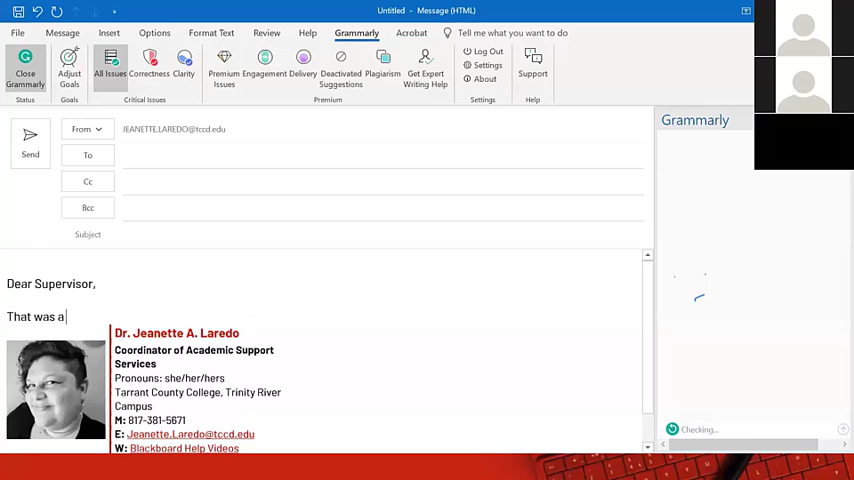 Untitled - Message (HTML)
File Message Insert Options Format Text Review Help Grammarly Acrobat Tell me what you want to do
Close Grammarly
Adjust Goals
All Issues
Correctness
Clarity
Premium Issues
Engagement
Delivery
Deactivated Suggestions
Plagiarism
Get Expert Writing Help
Log Out
Settings
About
Support
Status Goals Critical Issues Premium Settings Help
From JEANETTE.LAREDO@tccd.edu
Send
To
Cc
Bcc
Subject
Grammarly
Dear Supervisor,
That was a
Dr. Jeanette A. Laredo
Coordinator of Academic Support
Services
Pronouns: she/her/hers
Tarrant County College, Trinity River
Campus
M: 817-381-5671
E: Jeanette.Laredo@tccd.edu
W: Blackboard Help Videos
Checking...